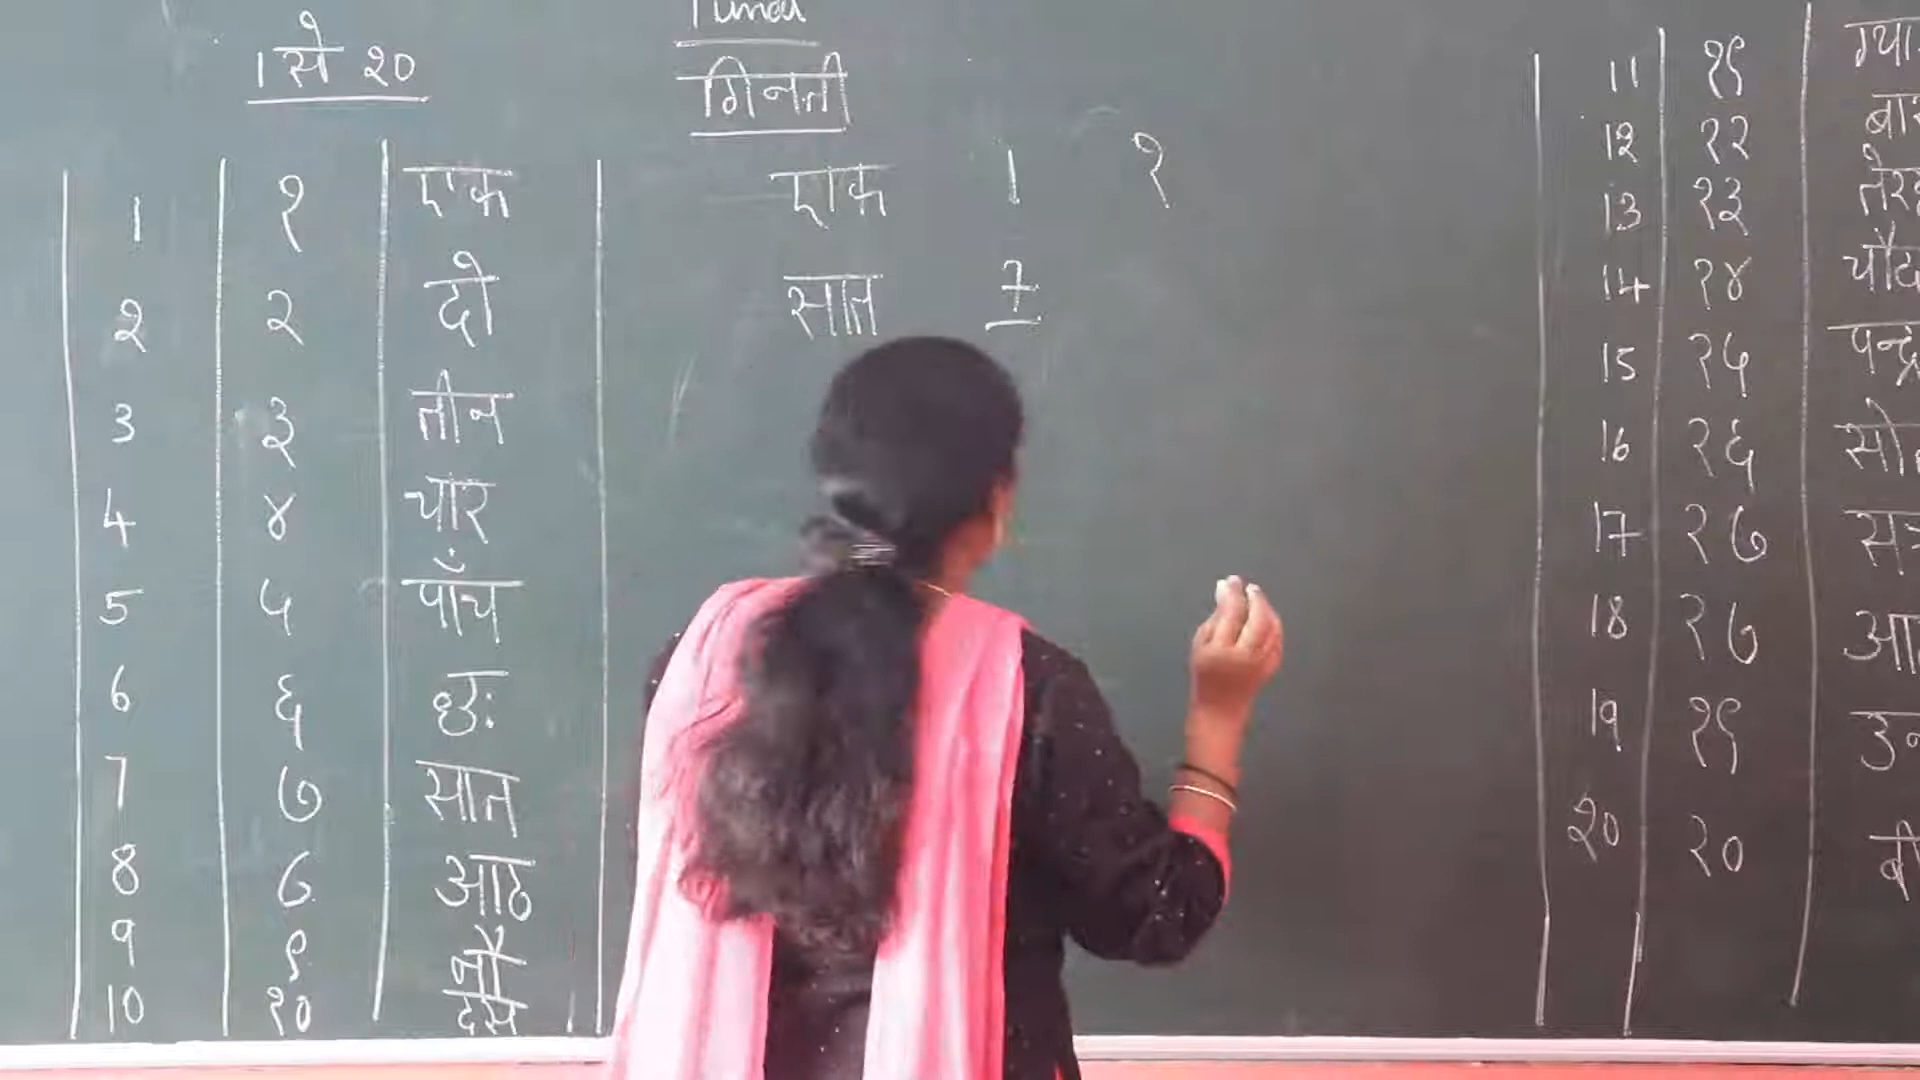 1 से २०
Hindi
गिनती
1 १ एक
2 २ दो
3 ३ तीन
4 ४ चार
5 ५ पाँच
6 ६ छः
7 ७ सात
8 ८ आठ
9 ९ नौ
10 १० दस
एक 1 १
सात 7
11 ११
12 १२
13 १३
14 १४
15 १५
16 १६
17 १७
18 १७
19 १९
20 २०